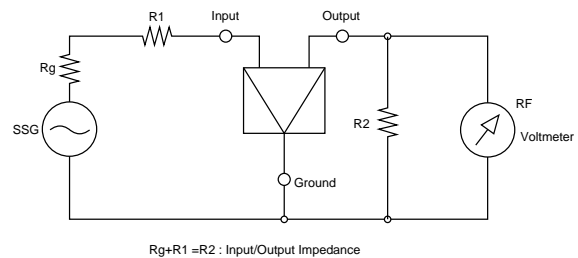 R1
Input
Output
Rg
SSG
R2
RF
Voltmeter
Ground
Rg+R1 =R2 : Input/Output Impedance